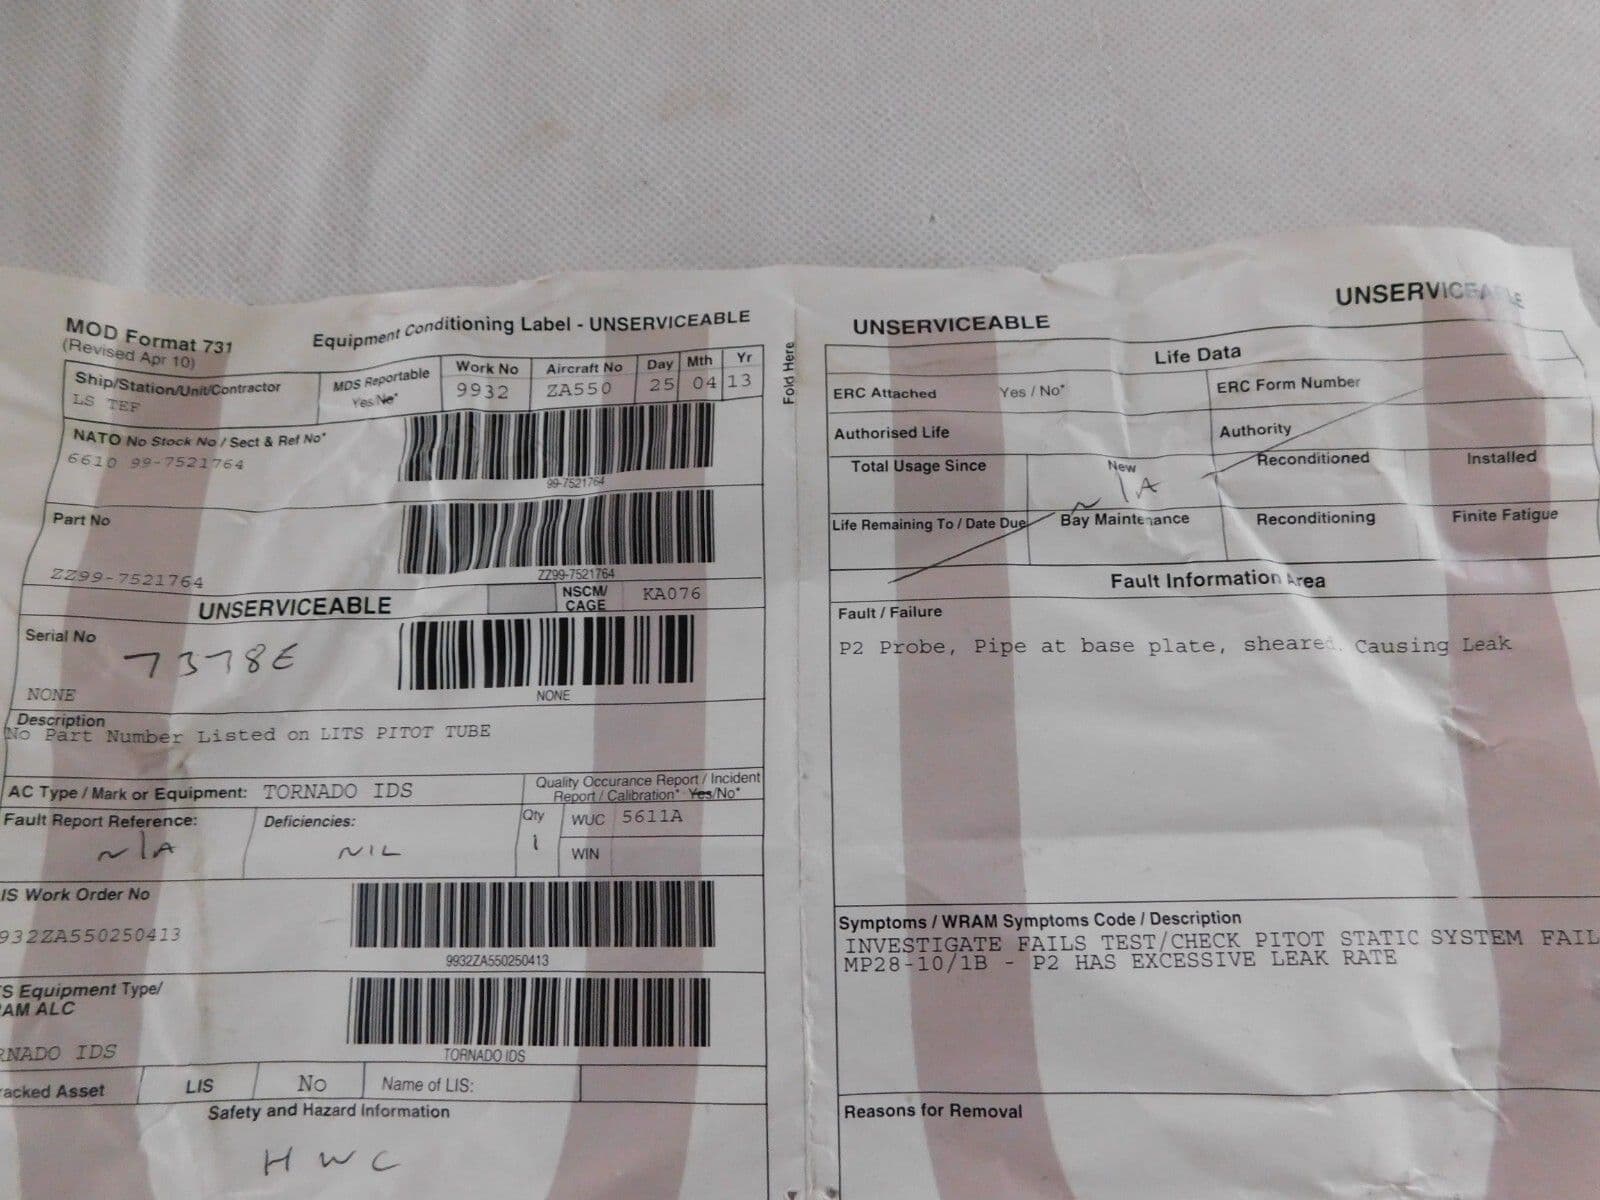 MOD Format 731
(Revised Apr 10)
Equipment Conditioning Label - UNSERVICEABLE
Ship/Station/Unit/Contractor
LS TEF
MDS Reportable
Yes/No*
Work No
9932
Aircraft No
ZA550
Day Mth Yr
25 04 13
NATO No Stock No / Sect & Ref No*
6610 99-7521764
99-7521764
Part No
ZZ99-7521764
ZZ99-7521764
UNSERVICEABLE
NSCM/
CAGE
KA076
Serial No
7378E
NONE
NONE
Description
No Part Number Listed on LITS PITOT TUBE
AC Type / Mark or Equipment: TORNADO IDS
Quality Occurance Report / Incident
Report / Calibration* Yes/No*
Fault Report Reference:
N/A
Deficiencies:
NIL
Qty
1
WUC 5611A
WIN
IS Work Order No
932ZA550250413
9932ZA550250413
S Equipment Type/
AM ALC
RNADO IDS
TORNADO IDS
racked Asset
LIS
No
Name of LIS:
Safety and Hazard Information
HWC
Fold Here
UNSERVICEABLE
UNSERVICEABLE
Life Data
ERC Attached Yes / No*
ERC Form Number
Authorised Life
Authority
Total Usage Since
New
Reconditioned
Installed
N/A
Life Remaining To / Date Due
Bay Maintenance
Reconditioning
Finite Fatigue
Fault Information Area
Fault / Failure
P2 Probe, Pipe at base plate, sheared. Causing Leak
Symptoms / WRAM Symptoms Code / Description
INVESTIGATE FAILS TEST/CHECK PITOT STATIC SYSTEM FAIL
MP28-10/1B - P2 HAS EXCESSIVE LEAK RATE
Reasons for Removal